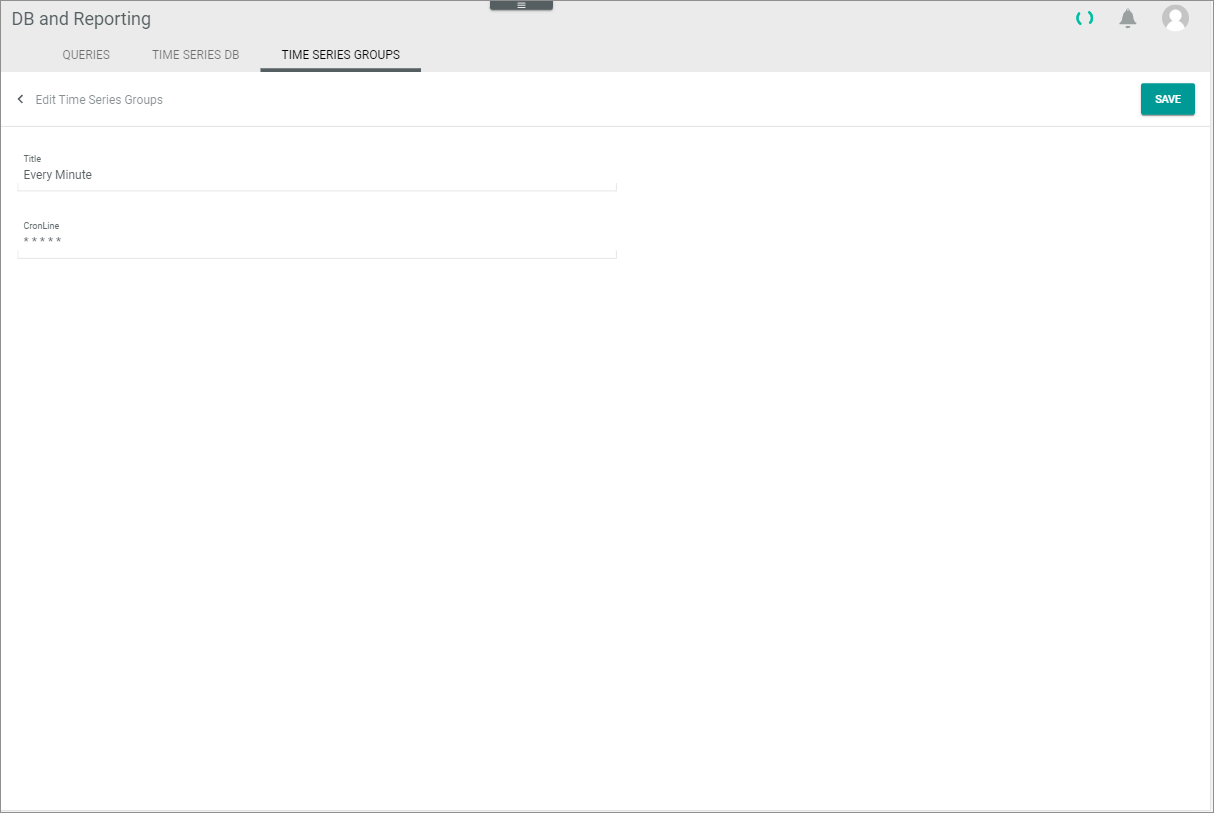 DB and Reporting
QUERIES TIME SERIES DB TIME SERIES GROUPS
Edit Time Series Groups SAVE
Title
Every Minute
CronLine
* * * * *